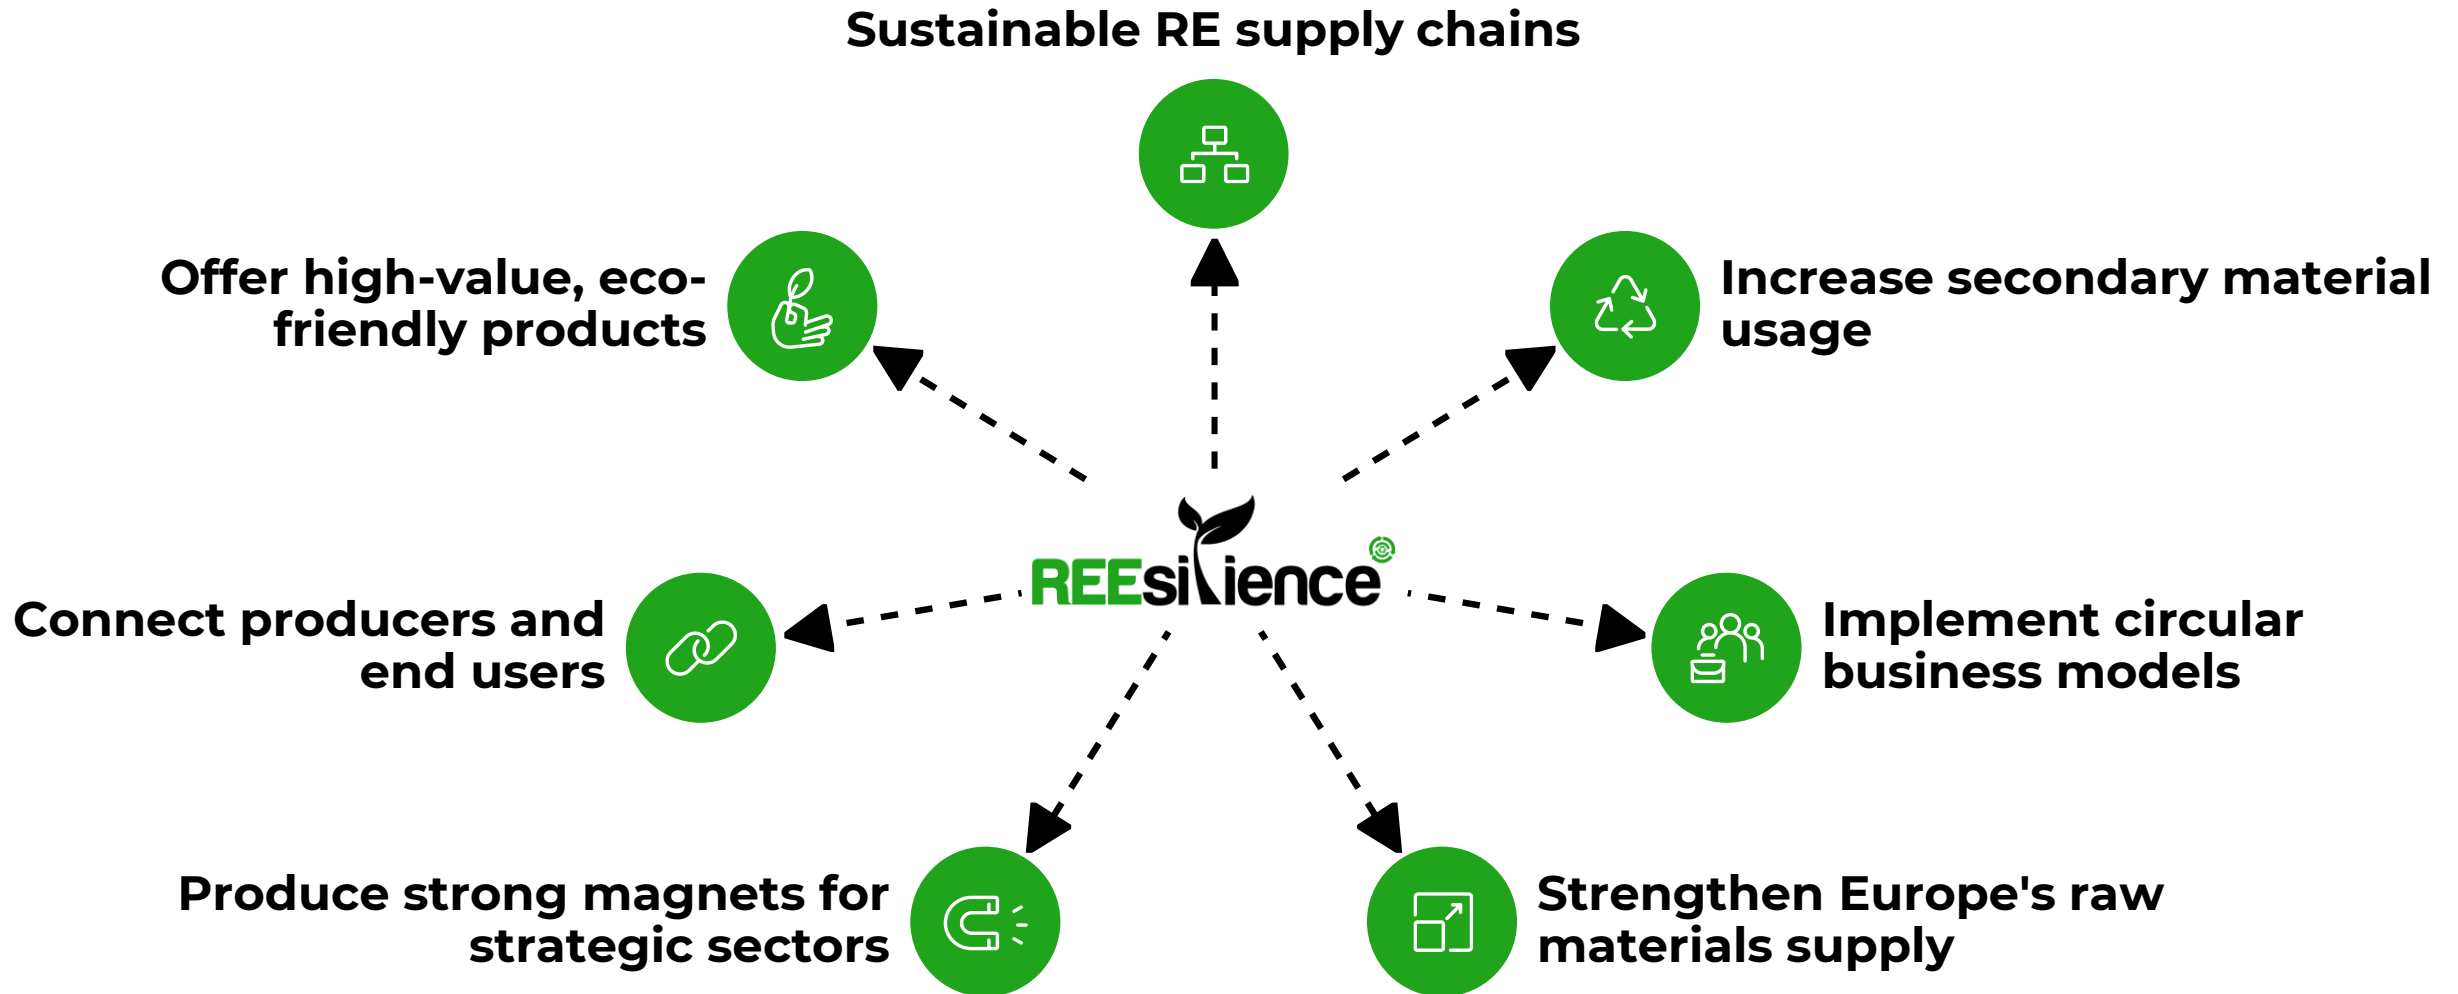 Sustainable RE supply chains
Offer high-value, eco-
friendly products
Increase secondary material
usage
REEsilience
Connect producers and
end users
Implement circular
business models
Produce strong magnets for
strategic sectors
Strengthen Europe's raw
materials supply